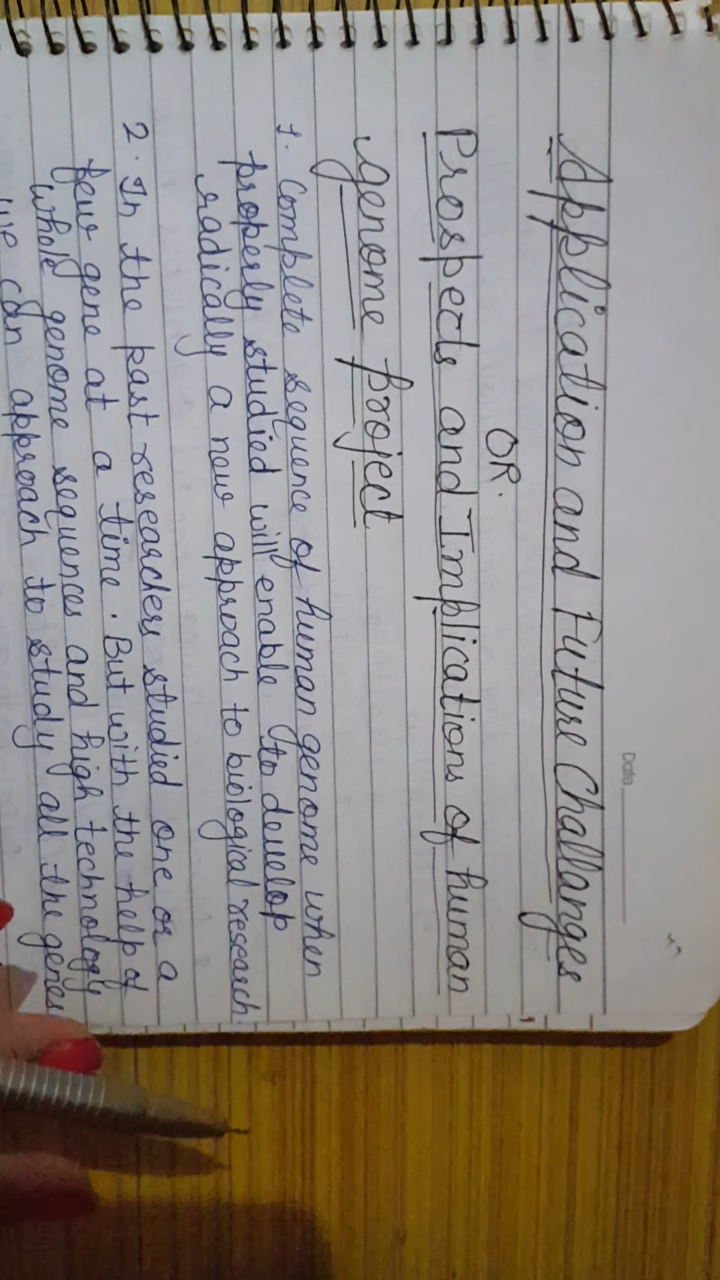 Date
Application and Future Challanges
OR.
Prospects and Implications of human
genome project
1. Complete sequence of human genome when
properly studied will enable to develop
radically a new approach to biological research.
2. In the past researchers studied one or a
few gene at a time. But with the help of
whole genome sequences and high technology
we can approach to study all the genes